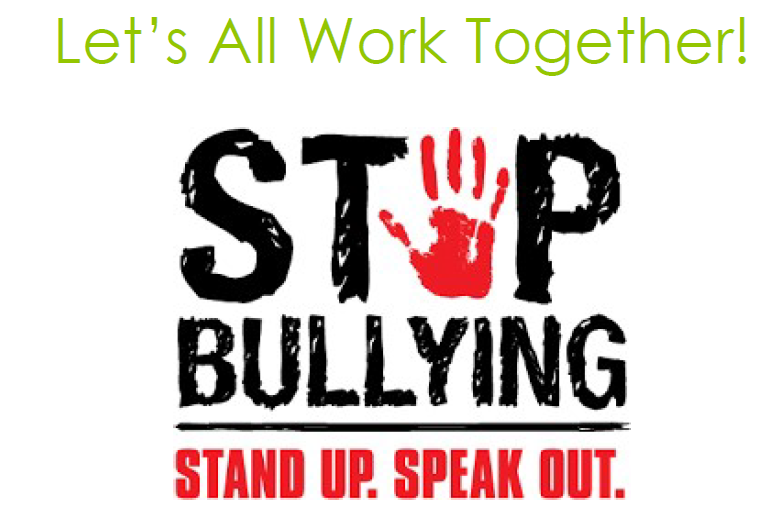 Let's All Work Together!
STOP
BULLYING
STAND UP. SPEAK OUT.